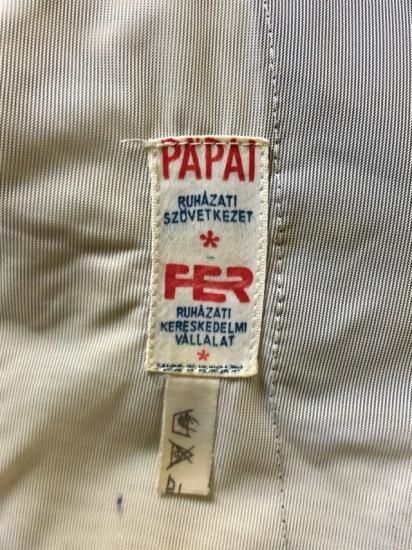 PÁPAI
RUHÁZATI
SZÖVETKEZET
*
FER
RUHÁZATI
KERESKEDELMI
VÁLLALAT
*